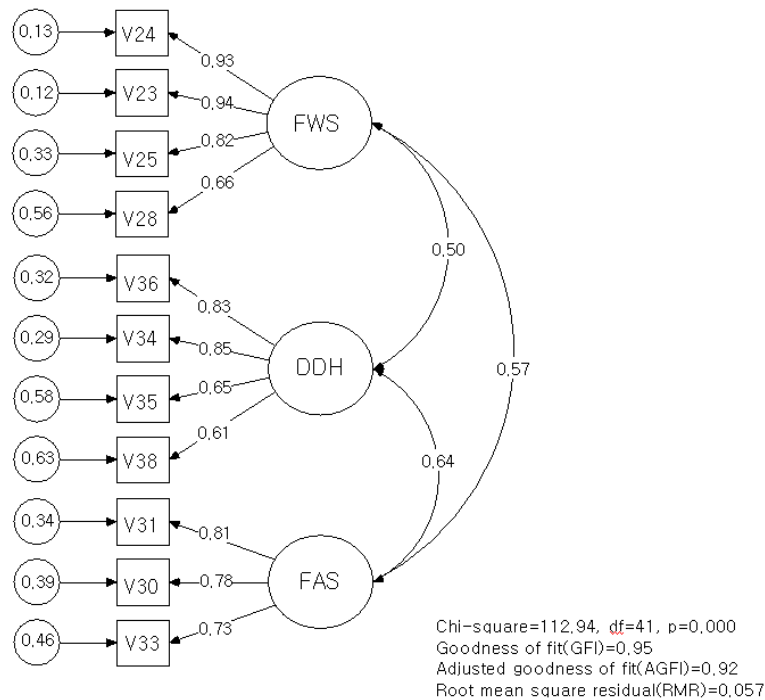 0,13
V24
0,93
0,12
V23
0,94
FWS
0,33
V25
0,82
0,56
V28
0,66
0,50
0,32
V36
0,83
0,29
V34
0,85
DDH
0,57
0,58
V35
0,65
0,63
V38
0,61
0,64
0,34
V31
0,81
0,39
V30
0,78
FAS
0,46
V33
0,73
Chi-square=112,94, df=41, p=0,000
Goodness of fit(GFI)=0,95
Adjusted goodness of fit(AGFI)=0,92
Root mean square residual(RMR)=0,057